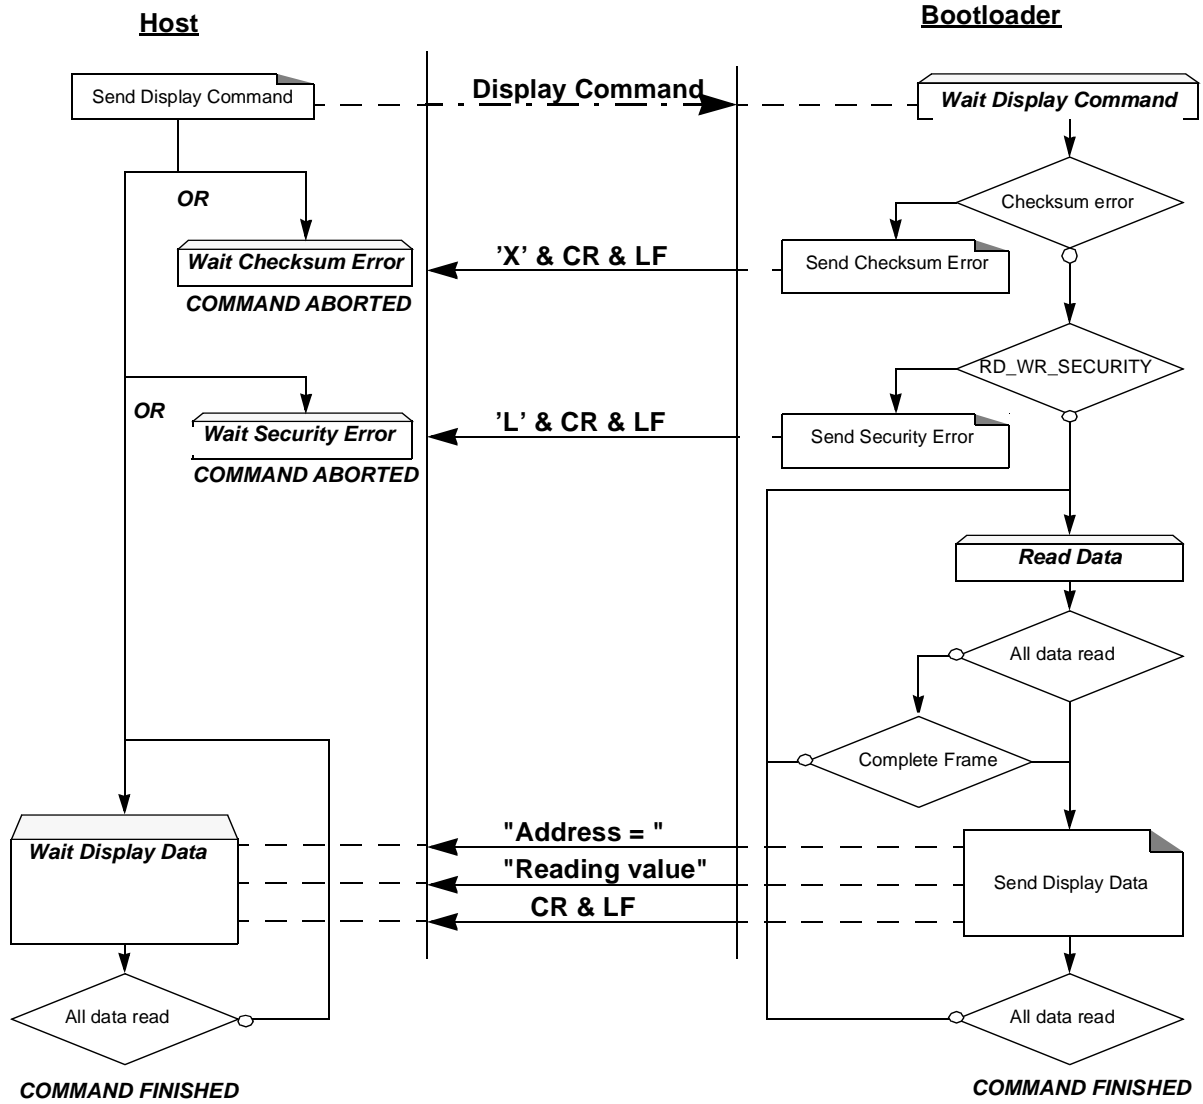 Host
Bootloader
Send Display Command
Display Command
Wait Display Command
OR
Checksum error
Wait Checksum Error
’X’ & CR & LF
Send Checksum Error
COMMAND ABORTED
RD_WR_SECURITY
OR
Wait Security Error
’L’ & CR & LF
Send Security Error
COMMAND ABORTED
Read Data
All data read
Complete Frame
Wait Display Data
"Address = "
"Reading value"
CR & LF
Send Display Data
All data read
All data read
COMMAND FINISHED
COMMAND FINISHED